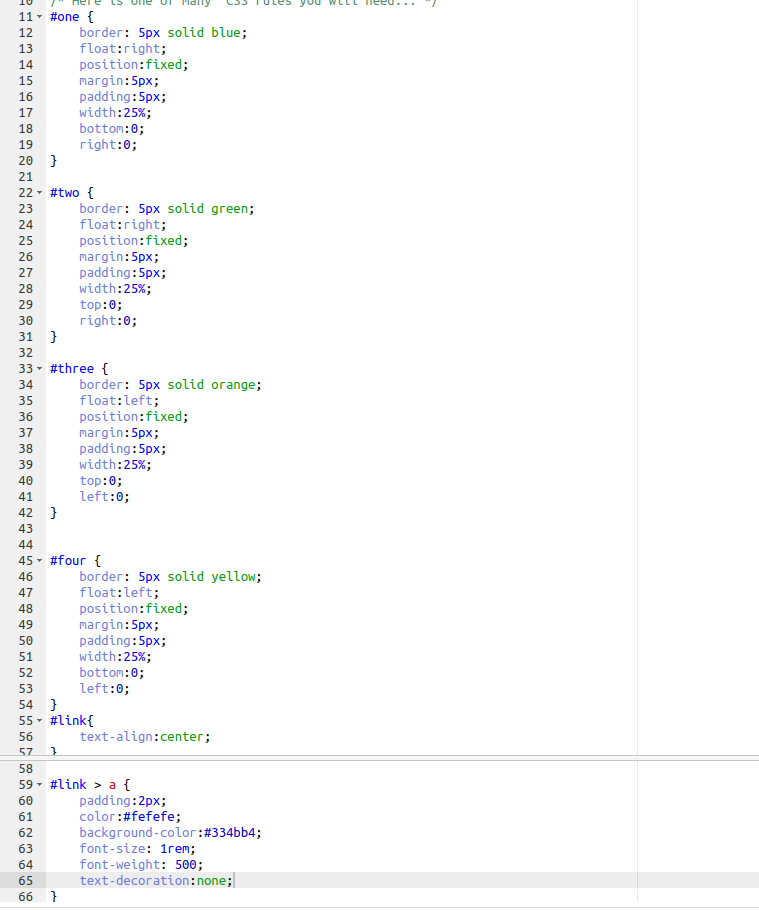 10 /* Here is one of many CSS rules you will need... */
11 #one {
12 border: 5px solid blue;
13 float:right;
14 position:fixed;
15 margin:5px;
16 padding:5px;
17 width:25%;
18 bottom:0;
19 right:0;
20 }
21
22 #two {
23 border: 5px solid green;
24 float:right;
25 position:fixed;
26 margin:5px;
27 padding:5px;
28 width:25%;
29 top:0;
30 right:0;
31 }
32
33 #three {
34 border: 5px solid orange;
35 float:left;
36 position:fixed;
37 margin:5px;
38 padding:5px;
39 width:25%;
40 top:0;
41 left:0;
42 }
43
44
45 #four {
46 border: 5px solid yellow;
47 float:left;
48 position:fixed;
49 margin:5px;
50 padding:5px;
51 width:25%;
52 bottom:0;
53 left:0;
54 }
55 #link{
56 text-align:center;
57 }
58
59 #link > a {
60 padding:2px;
61 color:#fefefe;
62 background-color:#334bb4;
63 font-size: 1rem;
64 font-weight: 500;
65 text-decoration:none;
66 }